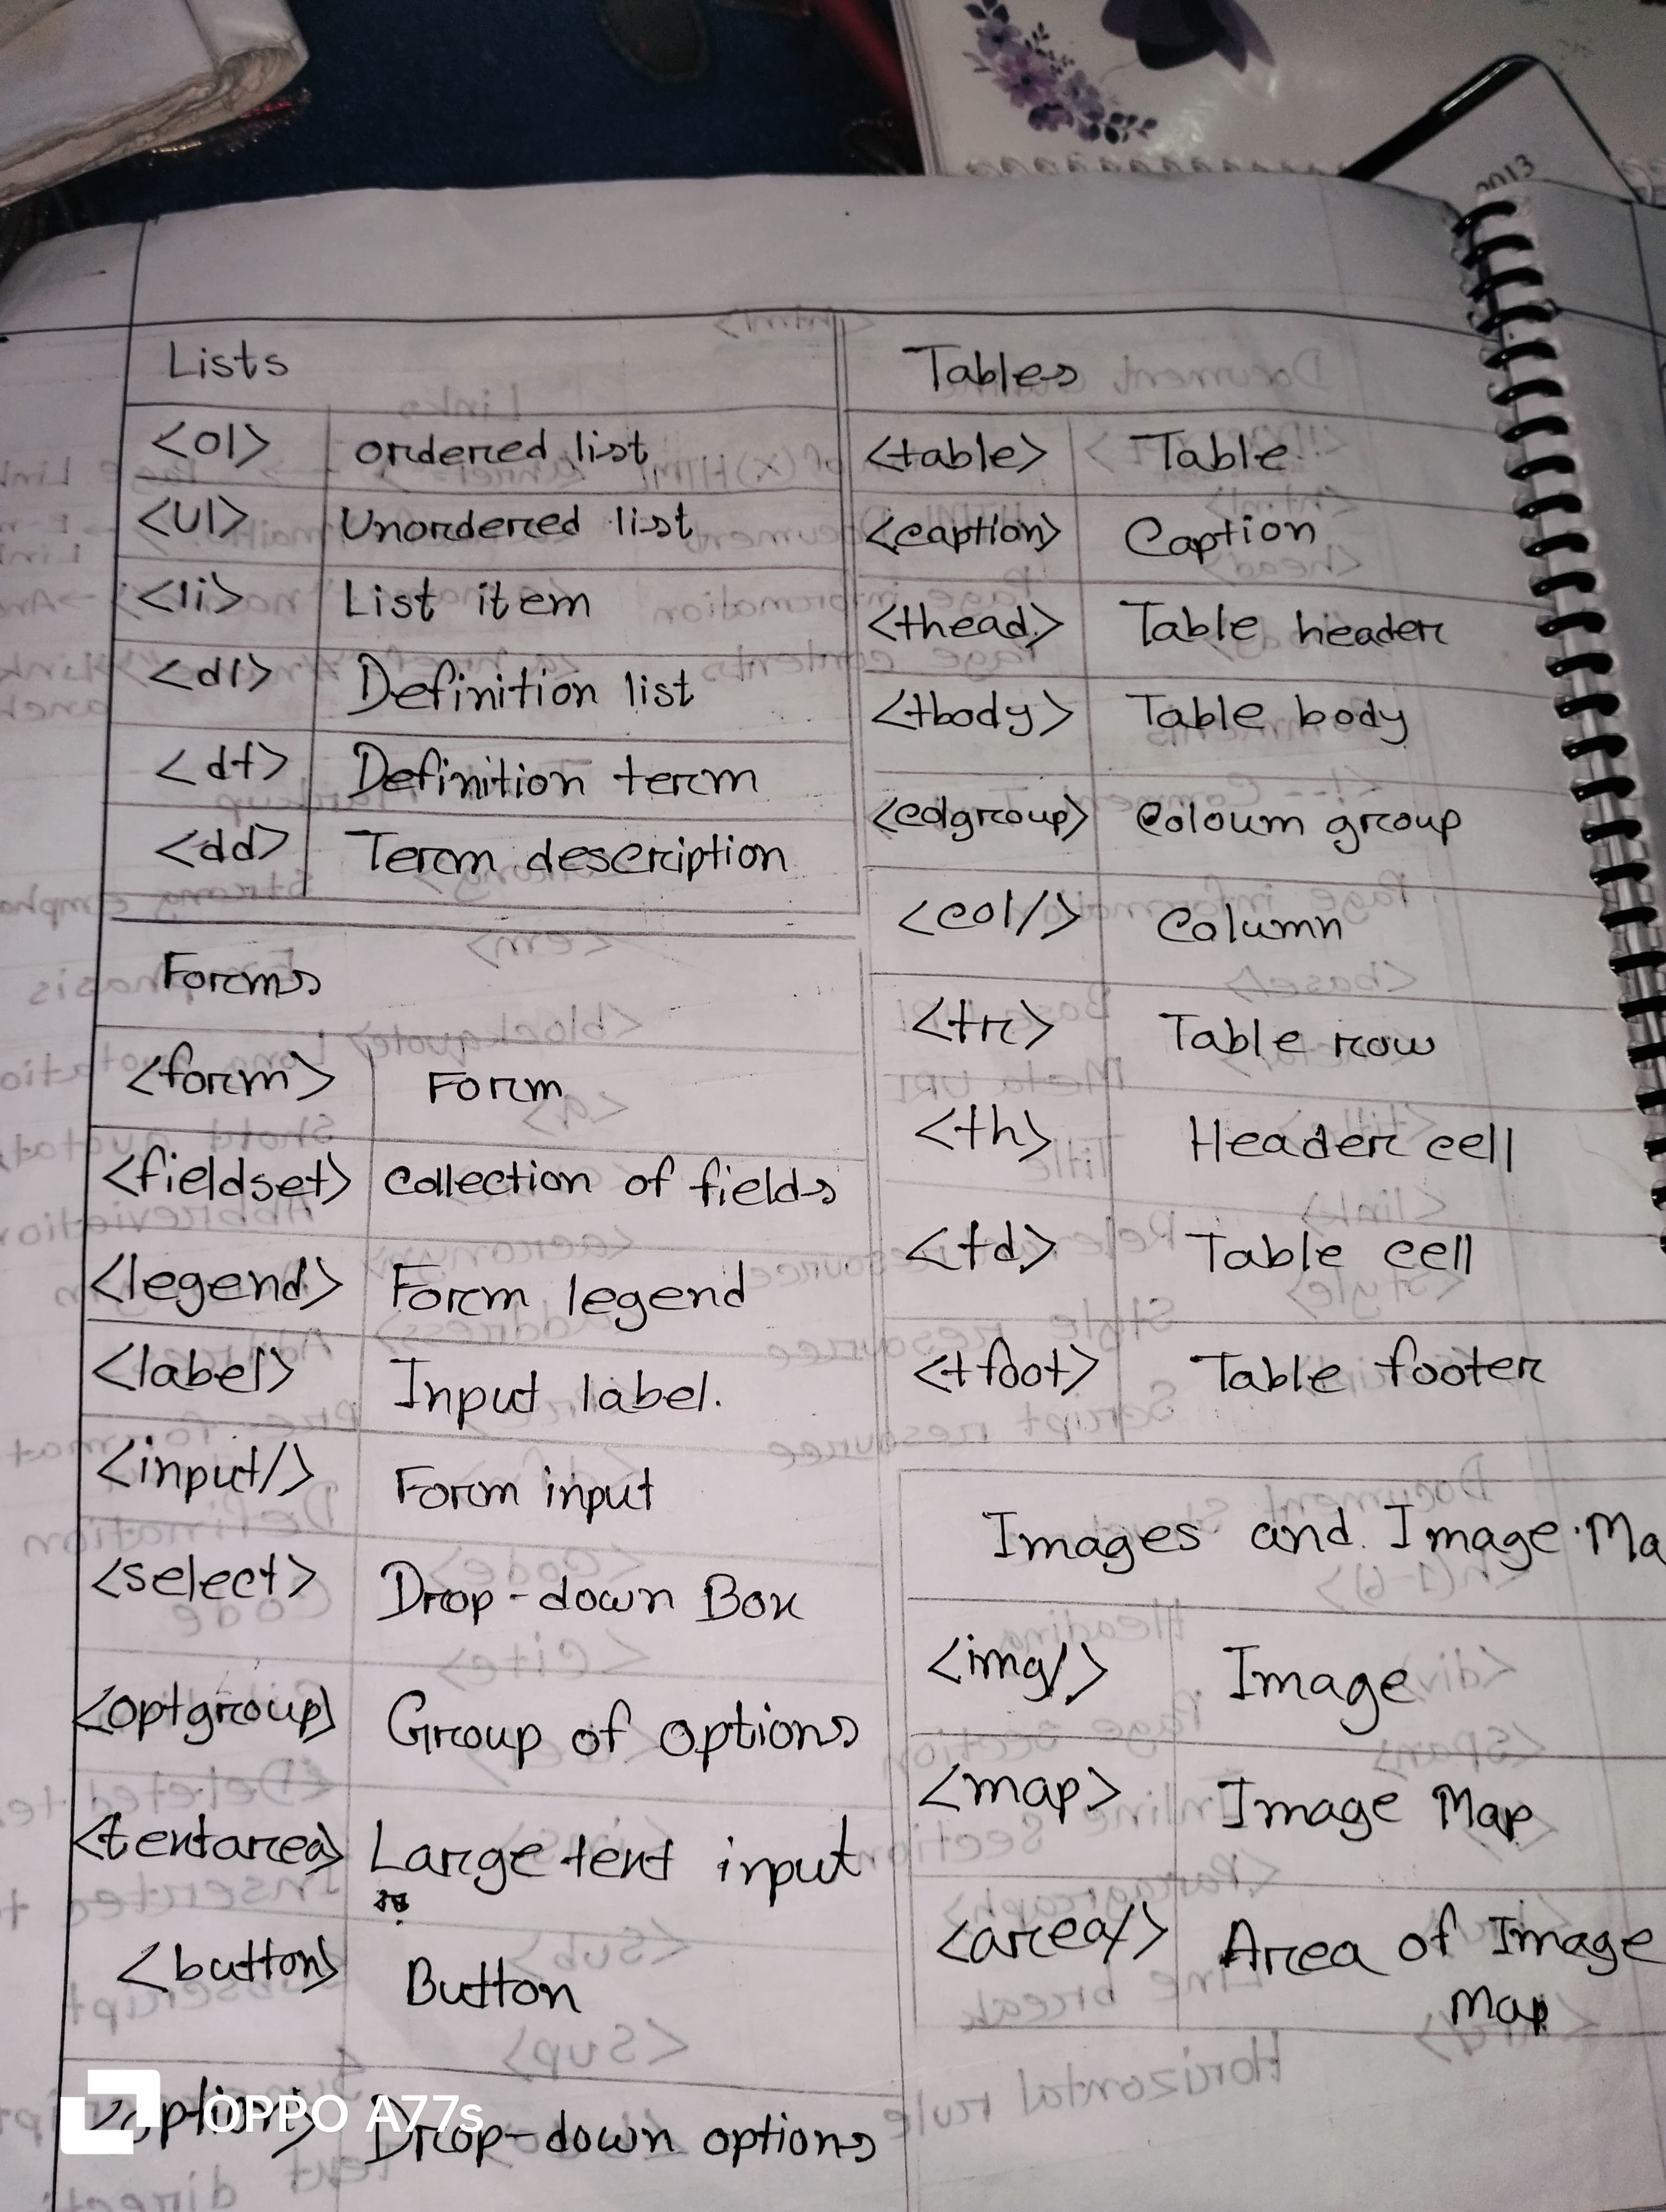 Lists
<ol> ordered list
<ul> Unordered list
<li> List item
<dl> Definition list
<dt> Definition term
<dd> Term description
Forms
<form> Form
<fieldset> collection of fields
<legend> Form legend
<label> Input label.
<input/> Form input
<select> Drop-down Box
<optgroup> Group of options
<textarea> Large text input
<button> Button
<option> Drop-down options
Tables
<table> Table
<caption> Caption
<thead> Table header
<tbody> Table body
<colgroup> Coloum group
<col/> Column
<tr> Table row
<th> Header cell
<td> Table cell
<tfoot> Table footer
Images and Image Ma
<img/> Image
<map> Image Map
<area/> Area of Image
Map
OPPO A77s